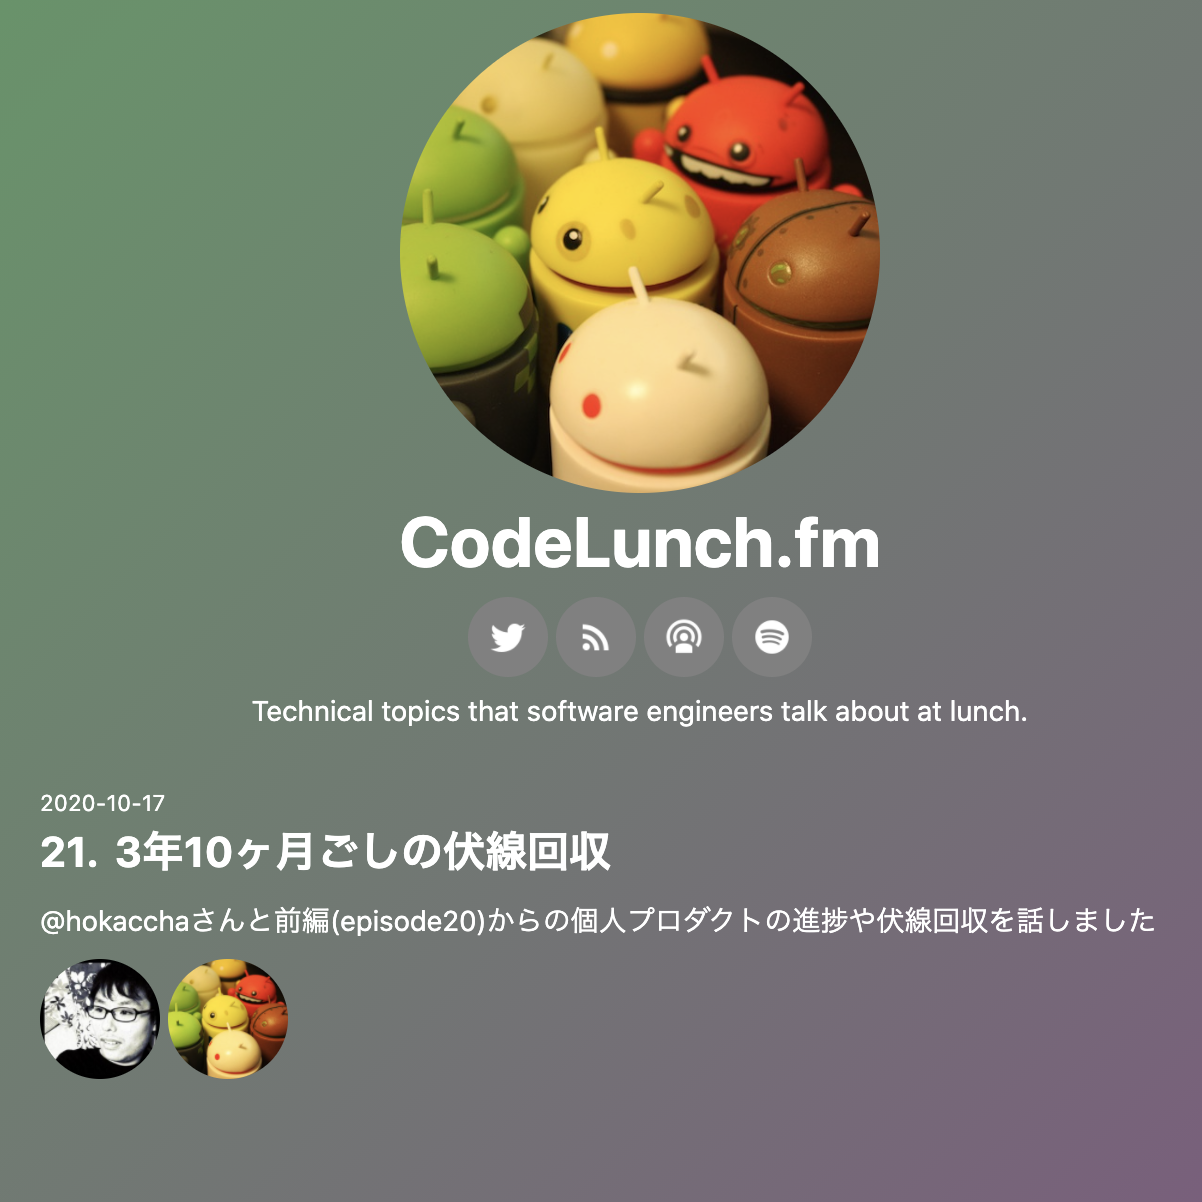 CodeLunch.fm
Technical topics that software engineers talk about at lunch.
2020-10-17
21. 3年10ヶ月ごしの伏線回収
@hokacchaさんと前編(episode20)からの個人プロダクトの進捗や伏線回収を話しました